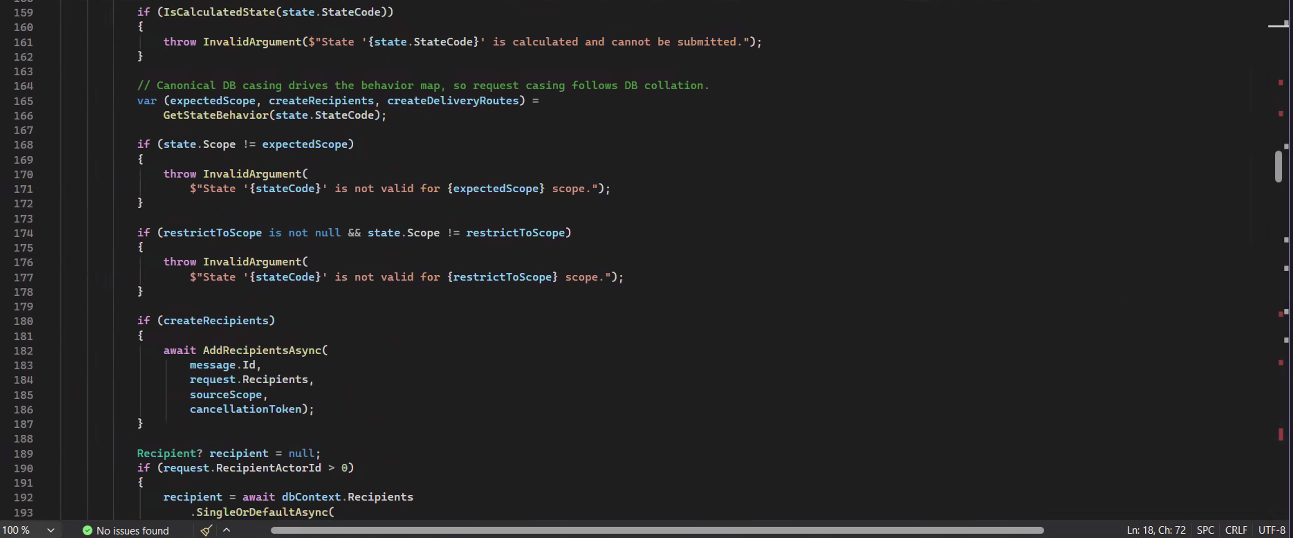 159 if (IsCalculatedState(state.StateCode))
160 {
161 throw InvalidArgument($"State '{state.StateCode}' is calculated and cannot be submitted.");
162 }
163
164 // Canonical DB casing drives the behavior map, so request casing follows DB collation.
165 var (expectedScope, createRecipients, createDeliveryRoutes) =
166 GetStateBehavior(state.StateCode);
167
168 if (state.Scope != expectedScope)
169 {
170 throw InvalidArgument(
171 $"State '{stateCode}' is not valid for {expectedScope} scope.");
172 }
173
174 if (restrictToScope is not null && state.Scope != restrictToScope)
175 {
176 throw InvalidArgument(
177 $"State '{stateCode}' is not valid for {restrictToScope} scope.");
178 }
179
180 if (createRecipients)
181 {
182 await AddRecipientsAsync(
183 message.Id,
184 request.Recipients,
185 sourceScope,
186 cancellationToken);
187 }
188
189 Recipient? recipient = null;
190 if (request.RecipientActorId > 0)
191 {
192 recipient = await dbContext.Recipients
193 .SingleOrDefaultAsync(
100 % No issues found Ln: 18, Ch: 72 SPC CRLF UTF-8